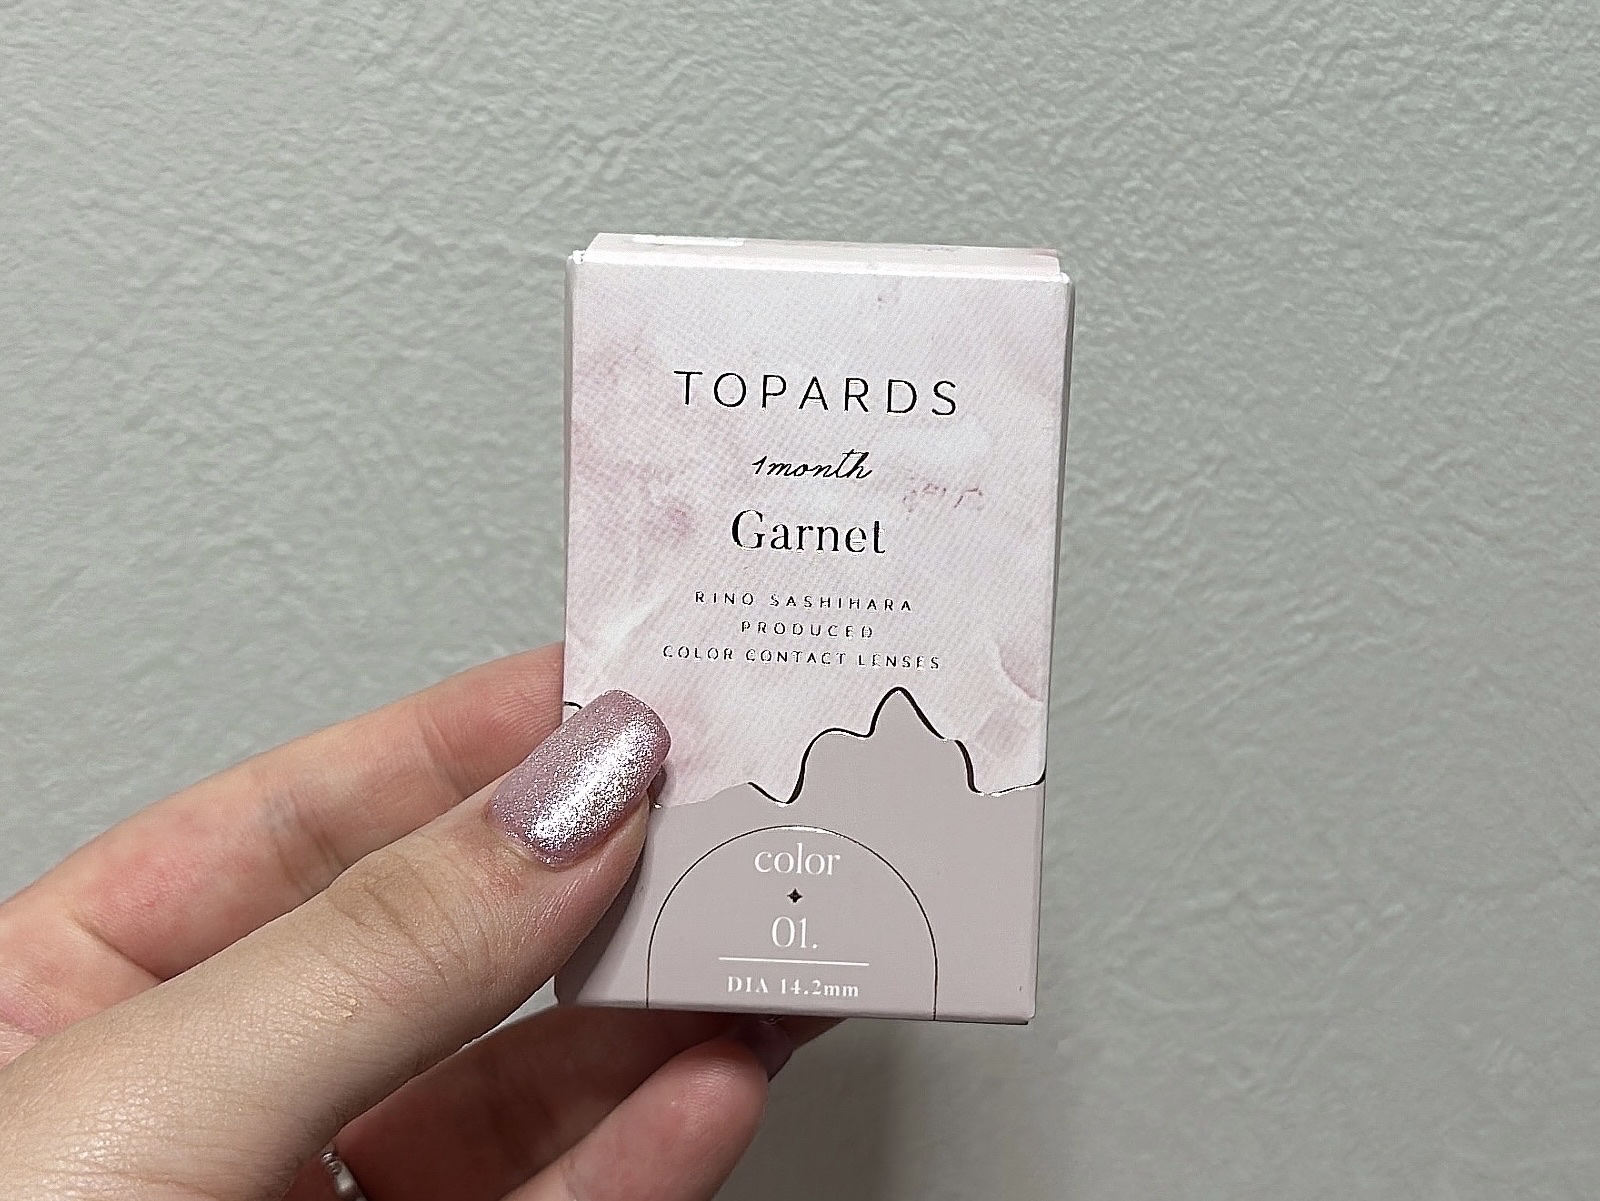 TOPARDS
1month
Garnet
RINO SASHIHARA
PRODUCED
COLOR CONTACT LENSES
color
01.
DIA 14.2mm